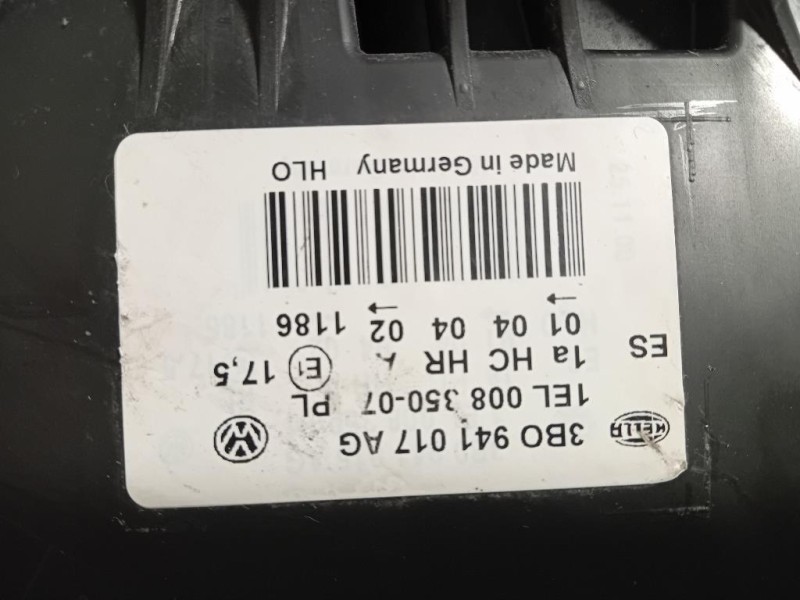 HELLA 3B0 941 017 AG
1EL 008 350-07 PL
ES 1a HC HR A E1 17,5
01 04 04 02 1186
← ←
Made in Germany HLO